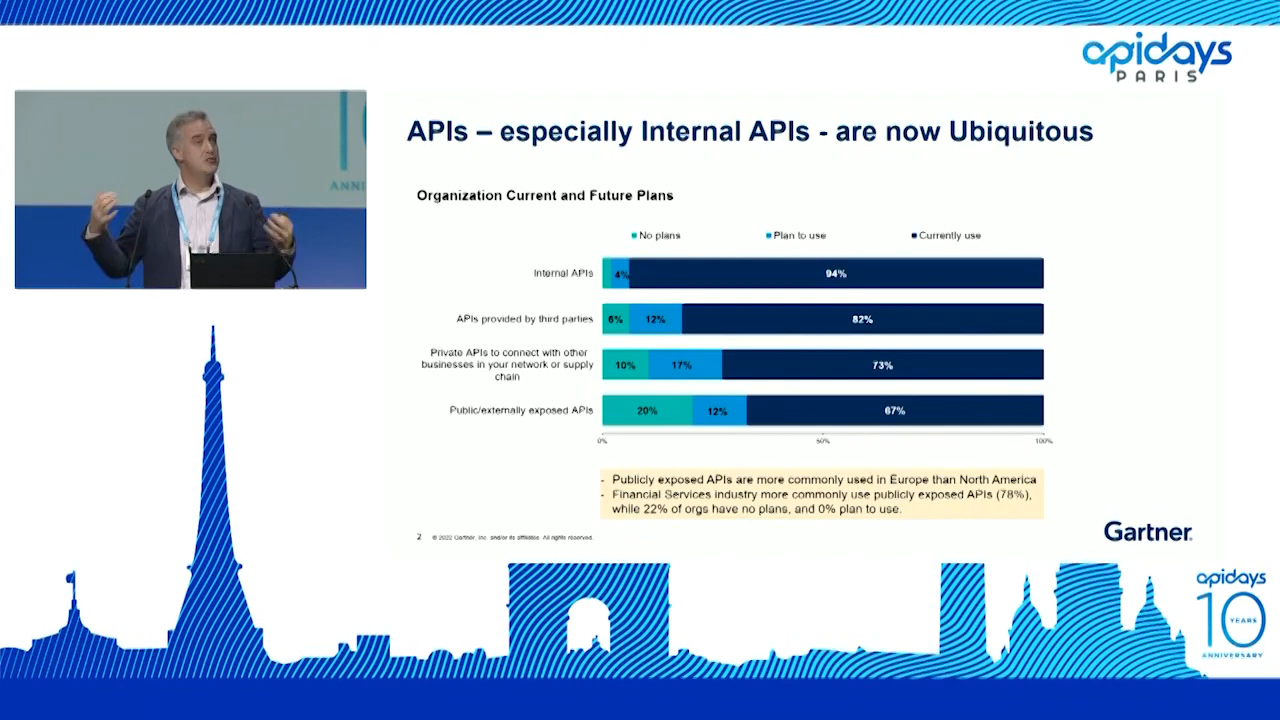 apidays
PARIS
APIs – especially Internal APIs - are now Ubiquitous
Organization Current and Future Plans
No plans
Plan to use
Currently use
Internal APIs
4%
94%
APIs provided by third parties
6%
12%
82%
Private APIs to connect with other
businesses in your network or supply
chain
10%
17%
73%
Public/externally exposed APIs
20%
12%
67%
0%
50%
100%
- Publicly exposed APIs are more commonly used in Europe than North America
- Financial Services industry more commonly use publicly exposed APIs (78%),
while 22% of orgs have no plans, and 0% plan to use.
2
© 2022 Gartner, Inc. and/or its affiliates. All rights reserved.
Gartner
apidays
10
YEARS
ANNIVERSARY
1
ANNI